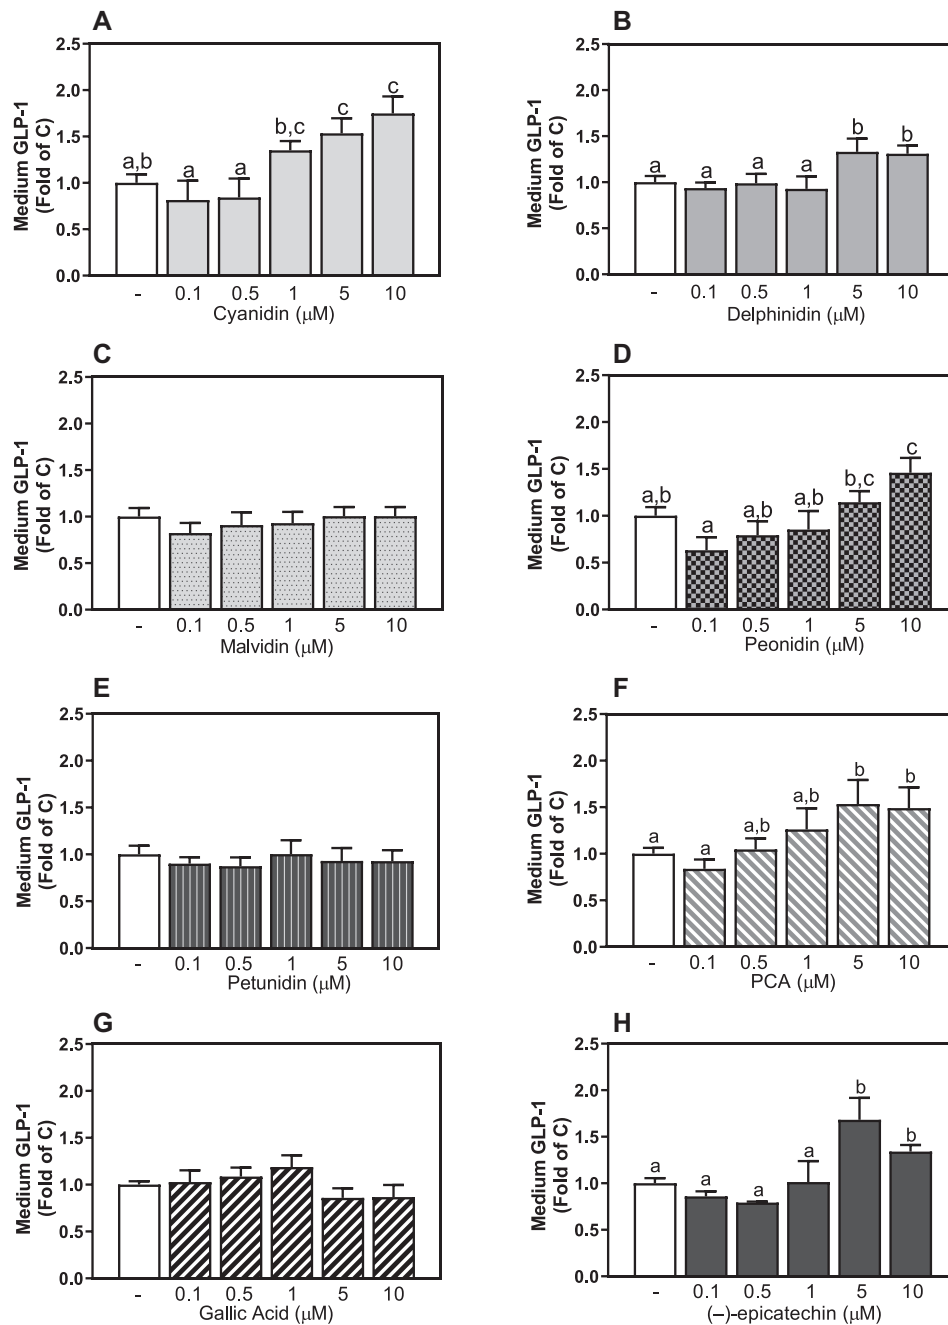 A
Medium GLP-1
(Fold of C)
2.5
2.0
1.5
1.0
0.5
0.0
a,b a a b,c c c
- 0.1 0.5 1 5 10
Cyanidin (μM)
B
Medium GLP-1
(Fold of C)
2.5
2.0
1.5
1.0
0.5
0.0
a a a a b b
- 0.1 0.5 1 5 10
Delphinidin (μM)
C
Medium GLP-1
(Fold of C)
2.5
2.0
1.5
1.0
0.5
0.0
- 0.1 0.5 1 5 10
Malvidin (μM)
D
Medium GLP-1
(Fold of C)
2.5
2.0
1.5
1.0
0.5
0.0
a,b a a,b a,b b,c c
- 0.1 0.5 1 5 10
Peonidin (μM)
E
Medium GLP-1
(Fold of C)
2.5
2.0
1.5
1.0
0.5
0.0
- 0.1 0.5 1 5 10
Petunidin (μM)
F
Medium GLP-1
(Fold of C)
2.5
2.0
1.5
1.0
0.5
0.0
a a a,b a,b b b
- 0.1 0.5 1 5 10
PCA (μM)
G
Medium GLP-1
(Fold of C)
2.5
2.0
1.5
1.0
0.5
0.0
- 0.1 0.5 1 5 10
Gallic Acid (μM)
H
Medium GLP-1
(Fold of C)
2.5
2.0
1.5
1.0
0.5
0.0
a a a a b b
- 0.1 0.5 1 5 10
(–)-epicatechin (μM)